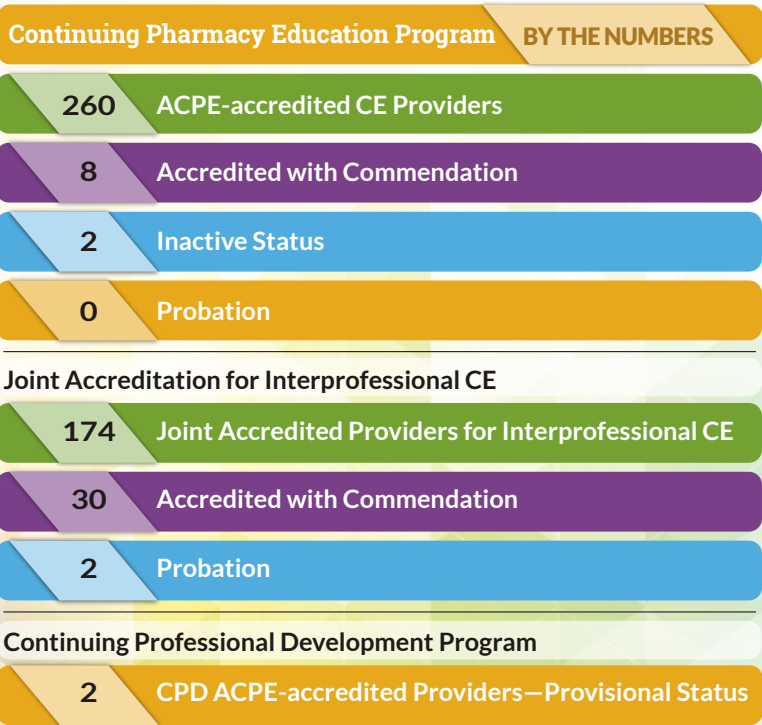 Continuing Pharmacy Education Program BY THE NUMBERS
260 ACPE-accredited CE Providers
8 Accredited with Commendation
2 Inactive Status
0 Probation
Joint Accreditation for Interprofessional CE
174 Joint Accredited Providers for Interprofessional CE
30 Accredited with Commendation
2 Probation
Continuing Professional Development Program
2 CPD ACPE-accredited Providers—Provisional Status